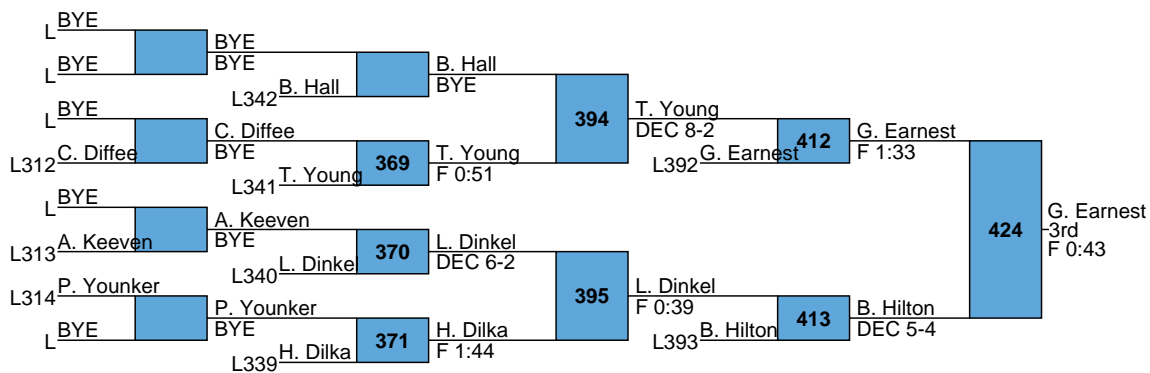 BYE
L
BYE
BYE
BYE
L
B. Hall
BYE
B. Hall
L342
394
T. Young
DEC 8-2
BYE
L
C. Diffee
BYE
C. Diffee
L312
369
T. Young
F 0:51
T. Young
L341
412
G. Earnest
F 1:33
G. Earnest
L392
424
G. Earnest
3rd
F 0:43
BYE
L
A. Keeven
BYE
A. Keeven
L313
370
L. Dinkel
DEC 6-2
L. Dinkel
L340
395
L. Dinkel
F 0:39
P. Younker
L314
P. Younker
BYE
BYE
L
371
H. Dilka
F 1:44
H. Dilka
L339
413
B. Hilton
DEC 5-4
B. Hilton
L393